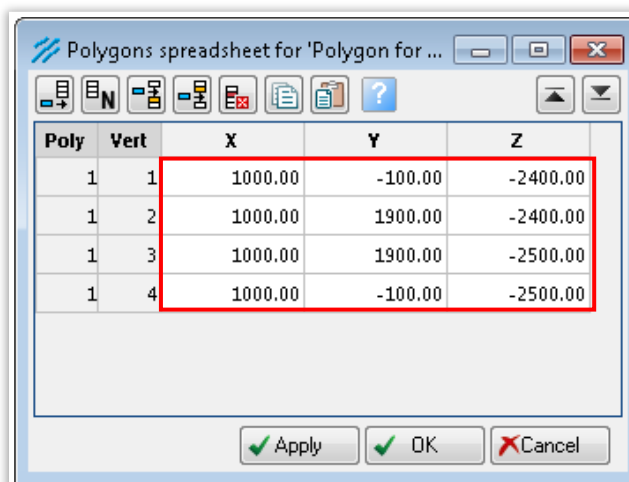 Polygons spreadsheet for 'Polygon for ...
N ?
Poly Vert X Y Z
1 1 1000.00 -100.00 -2400.00
1 2 1000.00 1900.00 -2400.00
1 3 1000.00 1900.00 -2500.00
1 4 1000.00 -100.00 -2500.00
Apply OK Cancel